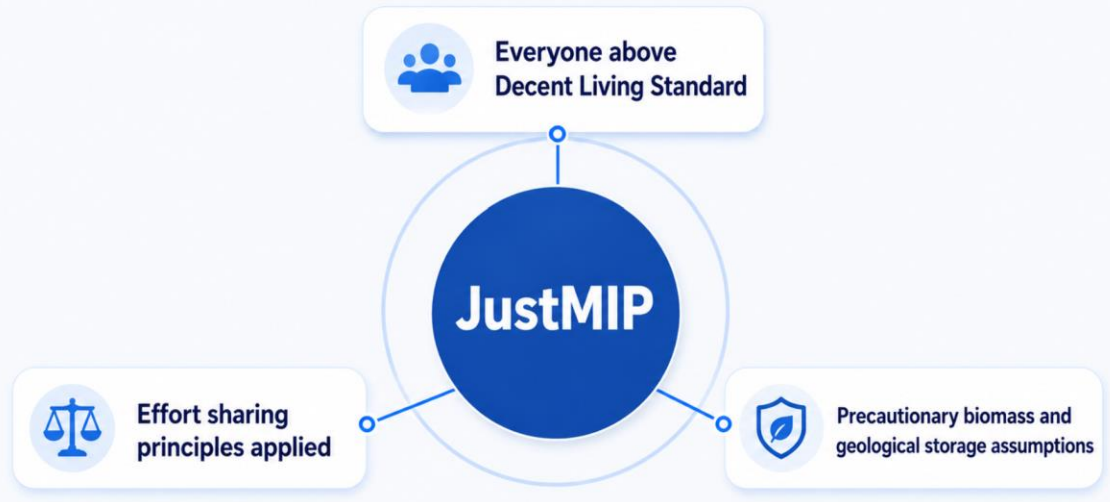 Everyone above
Decent Living Standard
JustMIP
Effort sharing
principles applied
Precautionary biomass and
geological storage assumptions